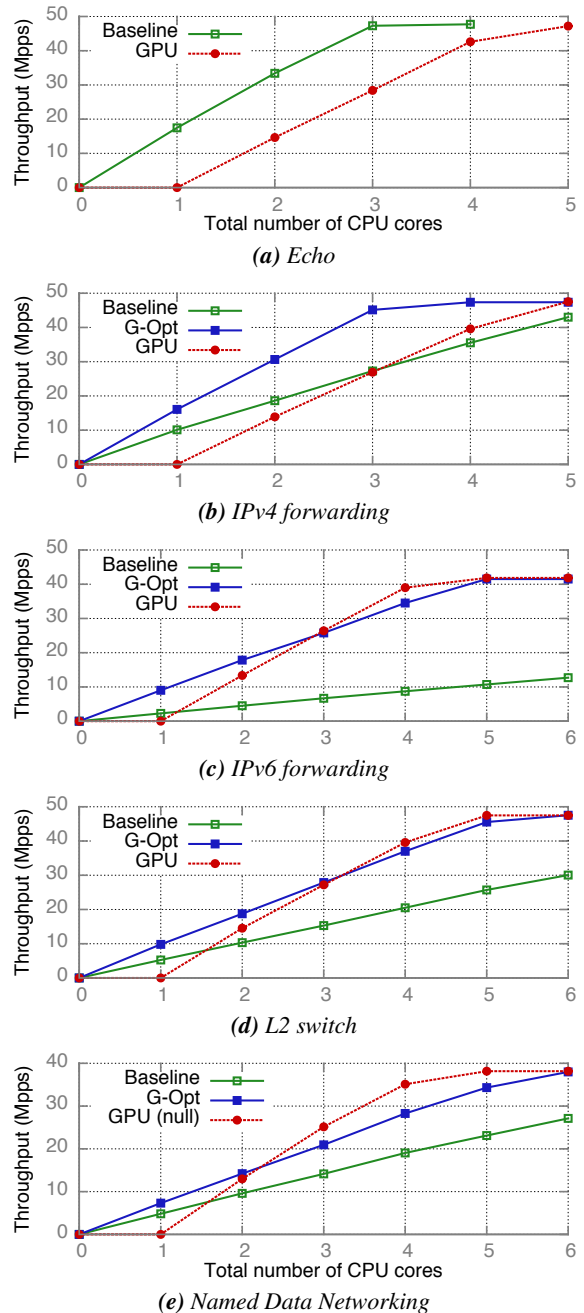 Throughput (Mpps)
50
40
30
20
10
0
Baseline
GPU
0 1 2 3 4 5
Total number of CPU cores
(a) Echo
Throughput (Mpps)
50
40
30
20
10
0
Baseline
G-Opt
GPU
0 1 2 3 4 5
(b) IPv4 forwarding
Throughput (Mpps)
50
40
30
20
10
0
Baseline
G-Opt
GPU
0 1 2 3 4 5 6
(c) IPv6 forwarding
Throughput (Mpps)
50
40
30
20
10
0
Baseline
G-Opt
GPU
0 1 2 3 4 5 6
(d) L2 switch
Throughput (Mpps)
40
30
20
10
0
Baseline
G-Opt
GPU (null)
0 1 2 3 4 5 6
Total number of CPU cores
(e) Named Data Networking